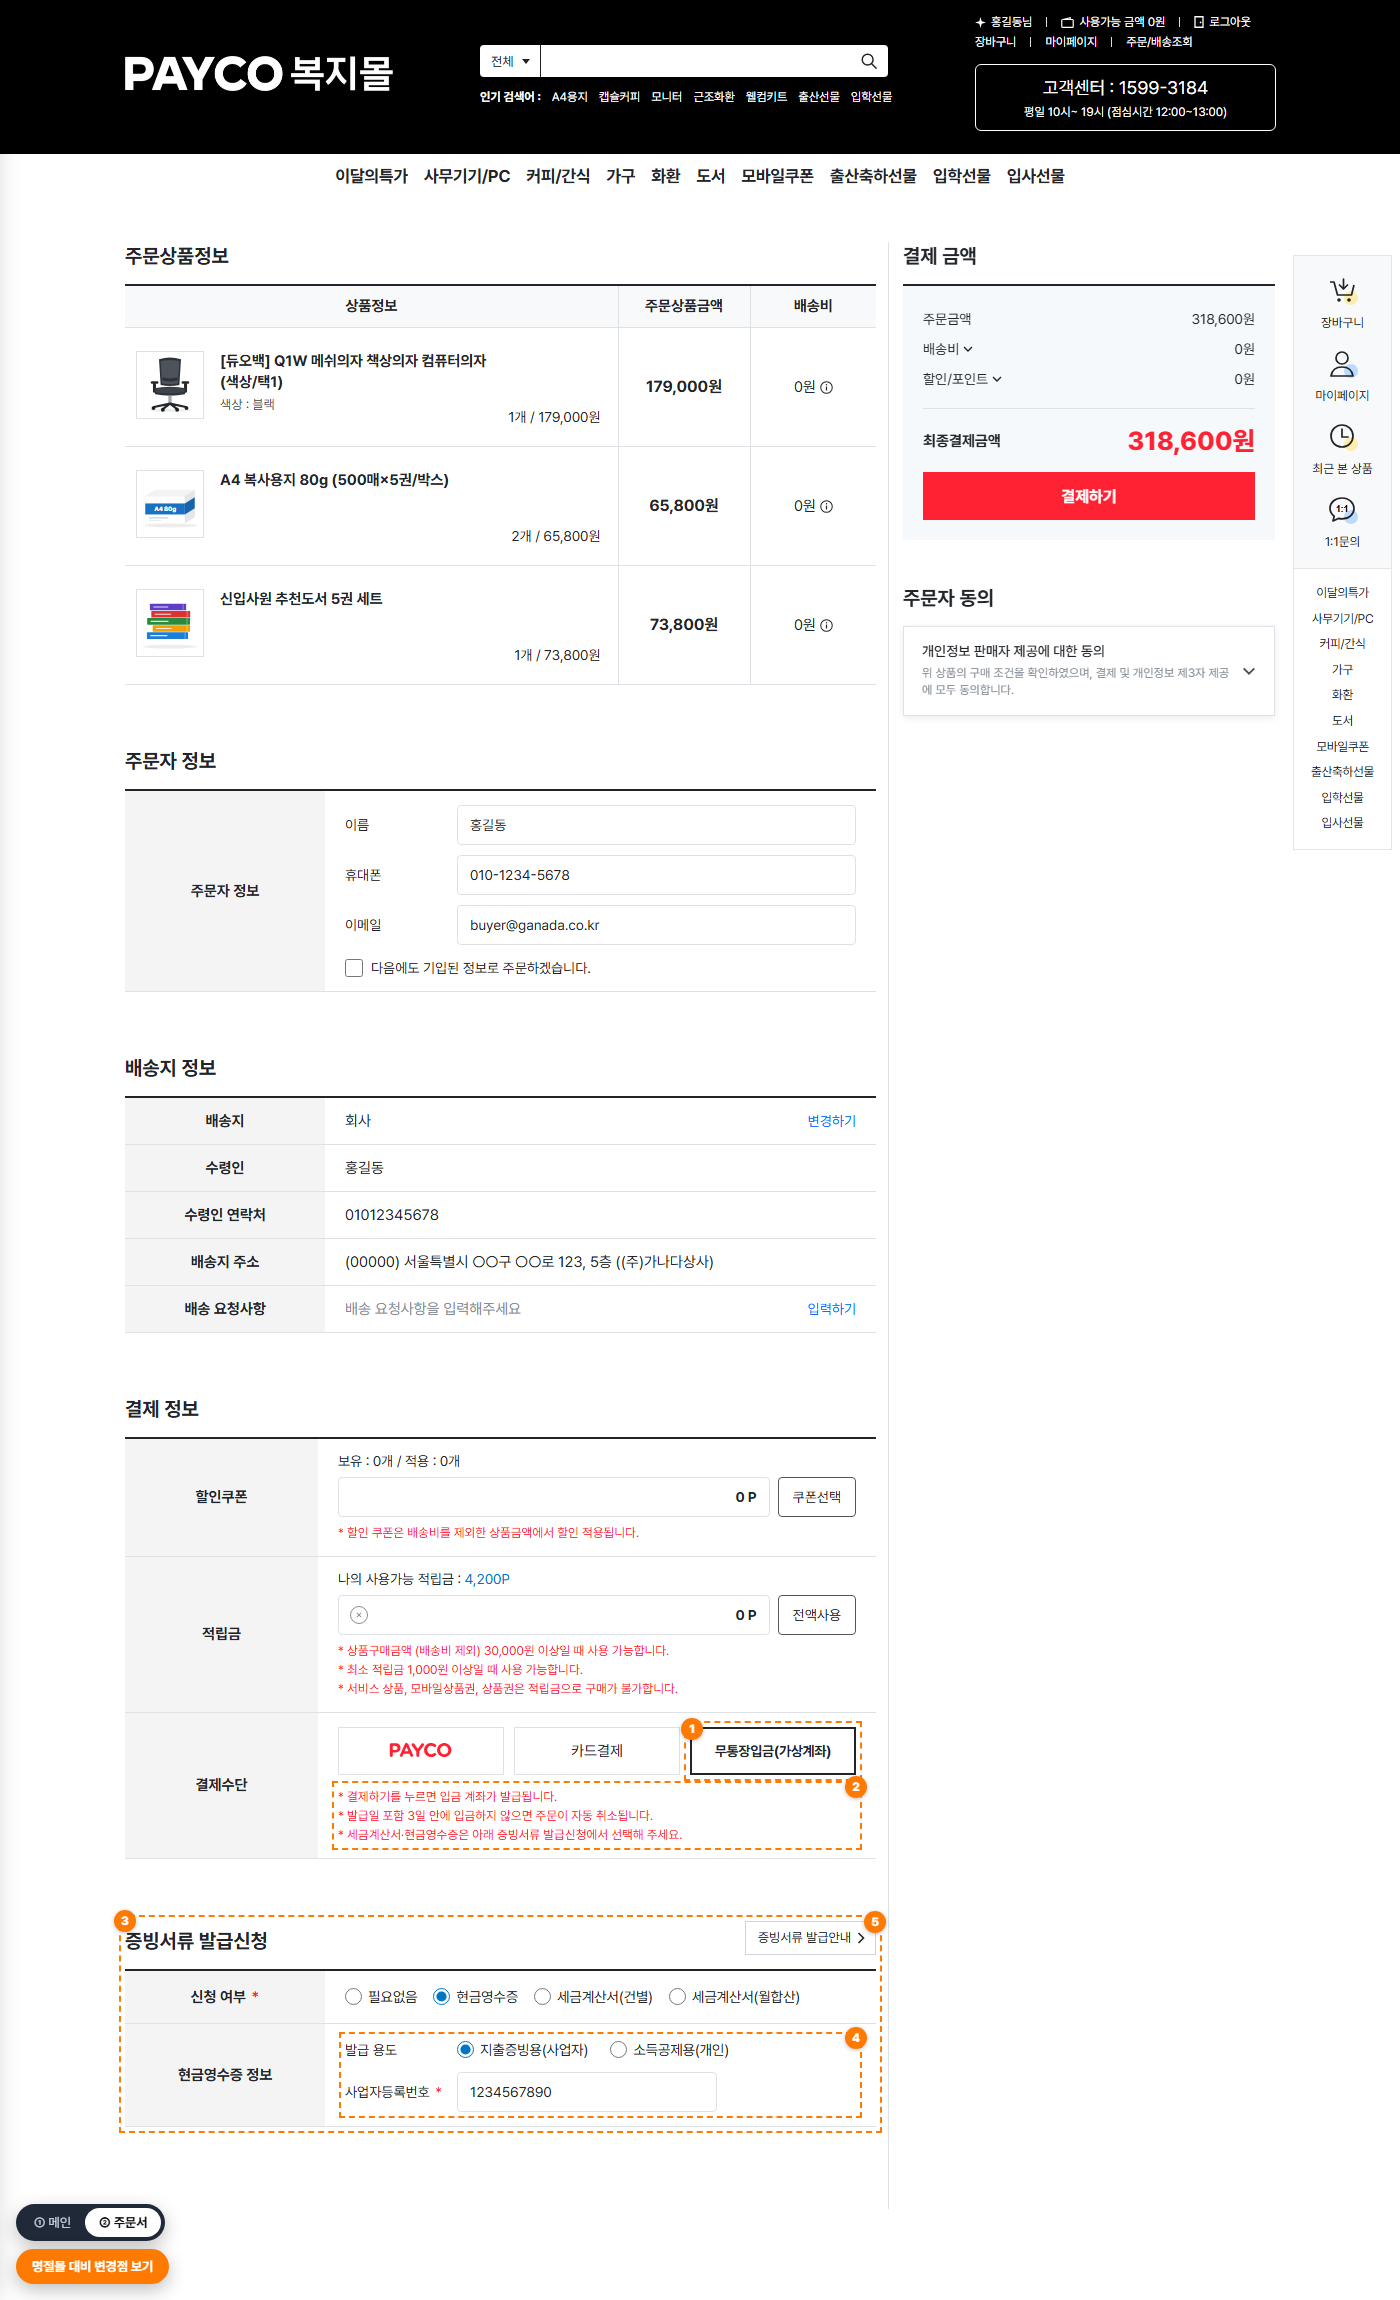 홍길동님 | 사용가능 금액 0원 | 로그아웃
장바구니 | 마이페이지 | 주문/배송조회
PAYCO 복지몰
전체
인기 검색어 : A4용지 캡슐커피 모니터 근조화환 웰컴키트 출산선물 입학선물
고객센터 : 1599-3184
평일 10시~ 19시 (점심시간 12:00~13:00)
이달의특가 사무기기/PC 커피/간식 가구 화환 도서 모바일쿠폰 출산축하선물 입학선물 입사선물
주문상품정보
상품정보 주문상품금액 배송비
[듀오백] Q1W 메쉬의자 책상의자 컴퓨터의자
(색상/택1)
색상 : 블랙
1개 / 179,000원
179,000원
0원
A4 80g
A4 복사용지 80g (500매×5권/박스)
2개 / 65,800원
65,800원
0원
신입사원 추천도서 5권 세트
1개 / 73,800원
73,800원
0원
결제 금액
주문금액 318,600원
배송비 0원
할인/포인트 0원
최종결제금액 318,600원
결제하기
주문자 동의
개인정보 판매자 제공에 대한 동의
위 상품의 구매 조건을 확인하였으며, 결제 및 개인정보 제3자 제공
에 모두 동의합니다.
장바구니
마이페이지
최근 본 상품
1:1
1:1문의
이달의특가
사무기기/PC
커피/간식
가구
화환
도서
모바일쿠폰
출산축하선물
입학선물
입사선물
주문자 정보
주문자 정보
이름 홍길동
휴대폰 010-1234-5678
이메일 buyer@ganada.co.kr
다음에도 기입된 정보로 주문하겠습니다.
배송지 정보
배송지 회사 변경하기
수령인 홍길동
수령인 연락처 01012345678
배송지 주소 (00000) 서울특별시 ○○구 ○○로 123, 5층 ((주)가나다상사)
배송 요청사항 배송 요청사항을 입력해주세요 입력하기
결제 정보
할인쿠폰
보유 : 0개 / 적용 : 0개
0 P 쿠폰선택
* 할인 쿠폰은 배송비를 제외한 상품금액에서 할인 적용됩니다.
적립금
나의 사용가능 적립금 : 4,200P
0 P 전액사용
* 상품구매금액 (배송비 제외) 30,000원 이상일 때 사용 가능합니다.
* 최소 적립금 1,000원 이상일 때 사용 가능합니다.
* 서비스 상품, 모바일상품권, 상품권은 적립금으로 구매가 불가합니다.
결제수단
PAYCO 카드결제 1 무통장입금(가상계좌)
2
* 결제하기를 누르면 입금 계좌가 발급됩니다.
* 발급일 포함 3일 안에 입금하지 않으면 주문이 자동 취소됩니다.
* 세금계산서·현금영수증은 아래 증빙서류 발급신청에서 선택해 주세요.
3 5
증빙서류 발급신청 증빙서류 발급안내
신청 여부 * 필요없음 현금영수증 세금계산서(건별) 세금계산서(월합산)
현금영수증 정보
4
발급 용도 지출증빙용(사업자) 소득공제용(개인)
사업자등록번호 * 1234567890
① 메인 ② 주문서
명절몰 대비 변경점 보기